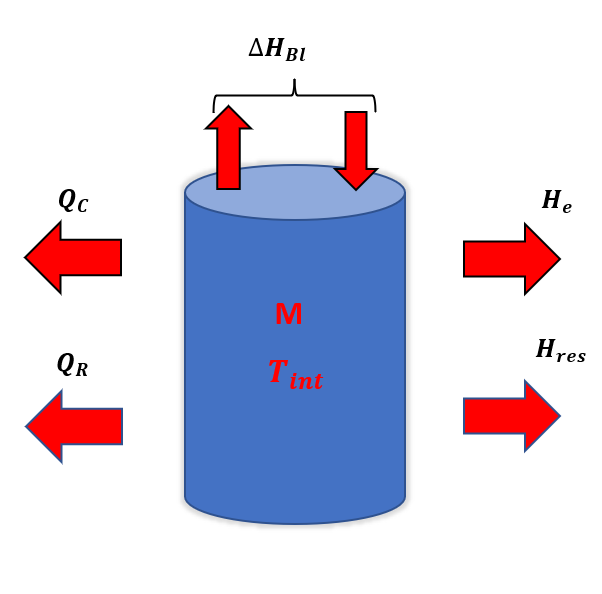 ΔH_Bl
Q_C
H_e
M
T_int
Q_R
H_res